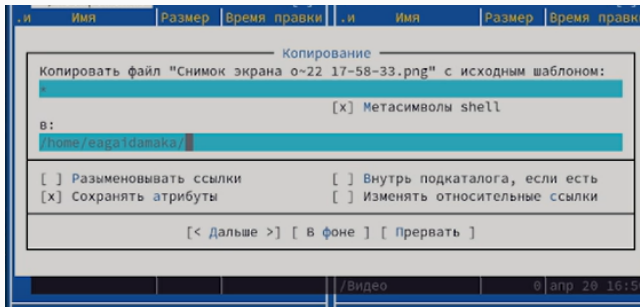 .и Имя Размер Время правки .и Имя Размер Время правк
Копирование
Копировать файл "Снимок экрана о~22 17-58-33.png" с исходным шаблоном:
*
[x] Метасимволы shell
в:
/home/eagaidamaka/
[ ] Разыменовывать ссылки [ ] Внутрь подкаталога, если есть
[x] Сохранять атрибуты [ ] Изменять относительные ссылки
[< Дальше >] [ В фоне ] [ Прервать ]
/Видео 0 апр 20 16:5